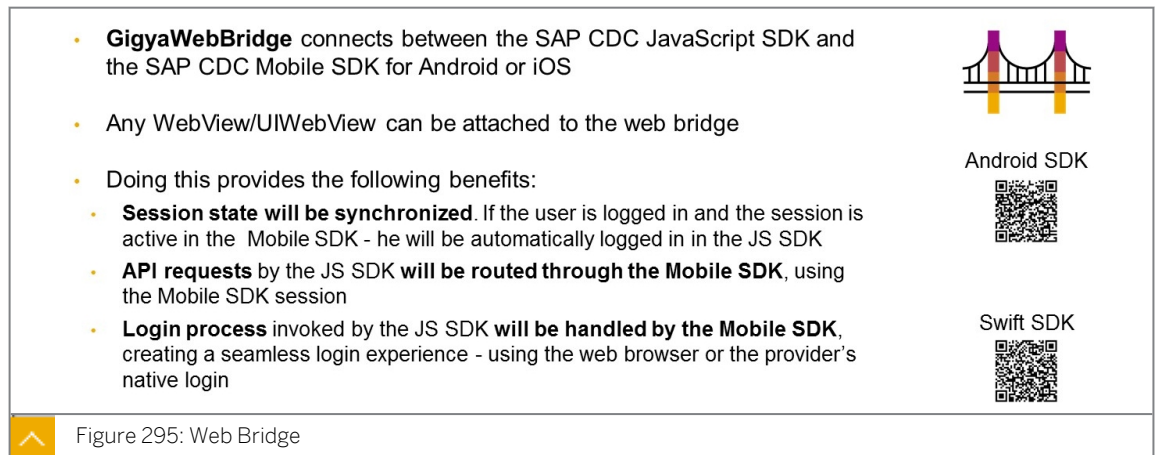 • GigyaWebBridge connects between the SAP CDC JavaScript SDK and
the SAP CDC Mobile SDK for Android or iOS
• Any WebView/UIWebView can be attached to the web bridge
• Doing this provides the following benefits:
• Session state will be synchronized. If the user is logged in and the session is
active in the Mobile SDK - he will be automatically logged in in the JS SDK
• API requests by the JS SDK will be routed through the Mobile SDK, using
the Mobile SDK session
• Login process invoked by the JS SDK will be handled by the Mobile SDK,
creating a seamless login experience - using the web browser or the provider's
native login
Android SDK
Swift SDK
Figure 295: Web Bridge